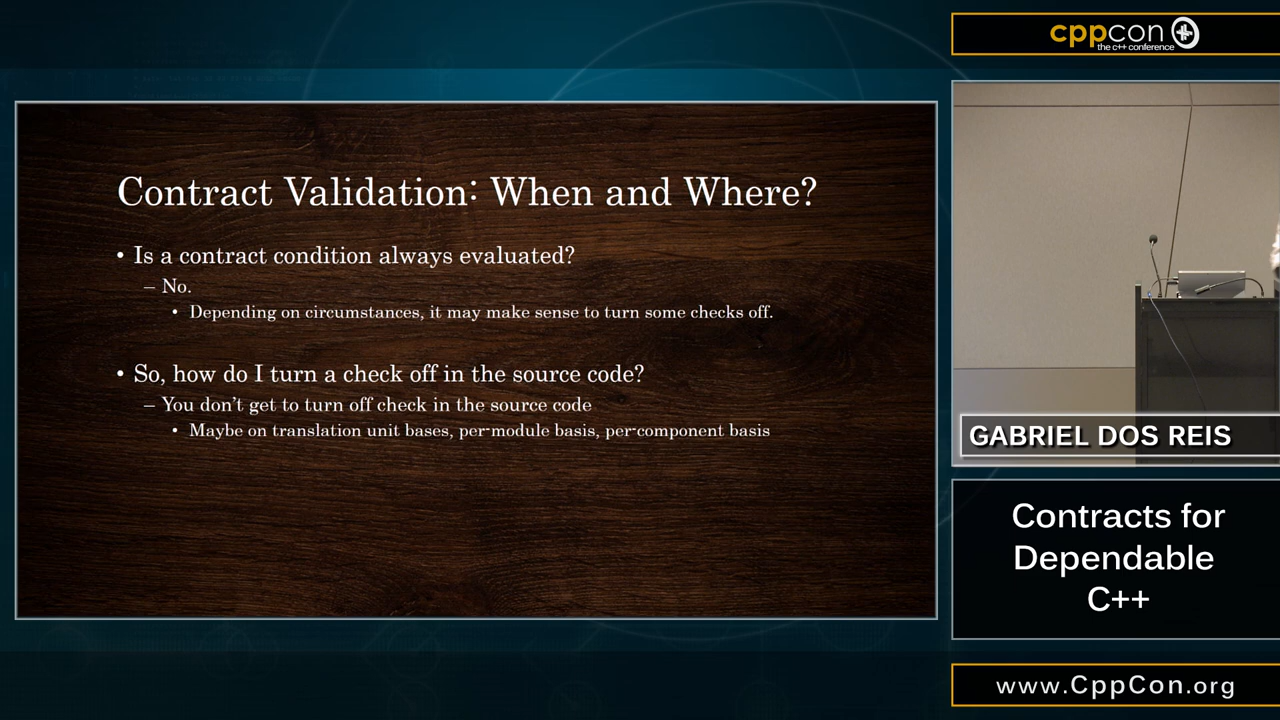 cppcon
the c++ conference
Contract Validation: When and Where?
• Is a contract condition always evaluated?
– No.
• Depending on circumstances, it may make sense to turn some checks off.
• So, how do I turn a check off in the source code?
– You don’t get to turn off check in the source code
• Maybe on translation unit bases, per-module basis, per-component basis
GABRIEL DOS REIS
Contracts for
Dependable
C++
www.CppCon.org